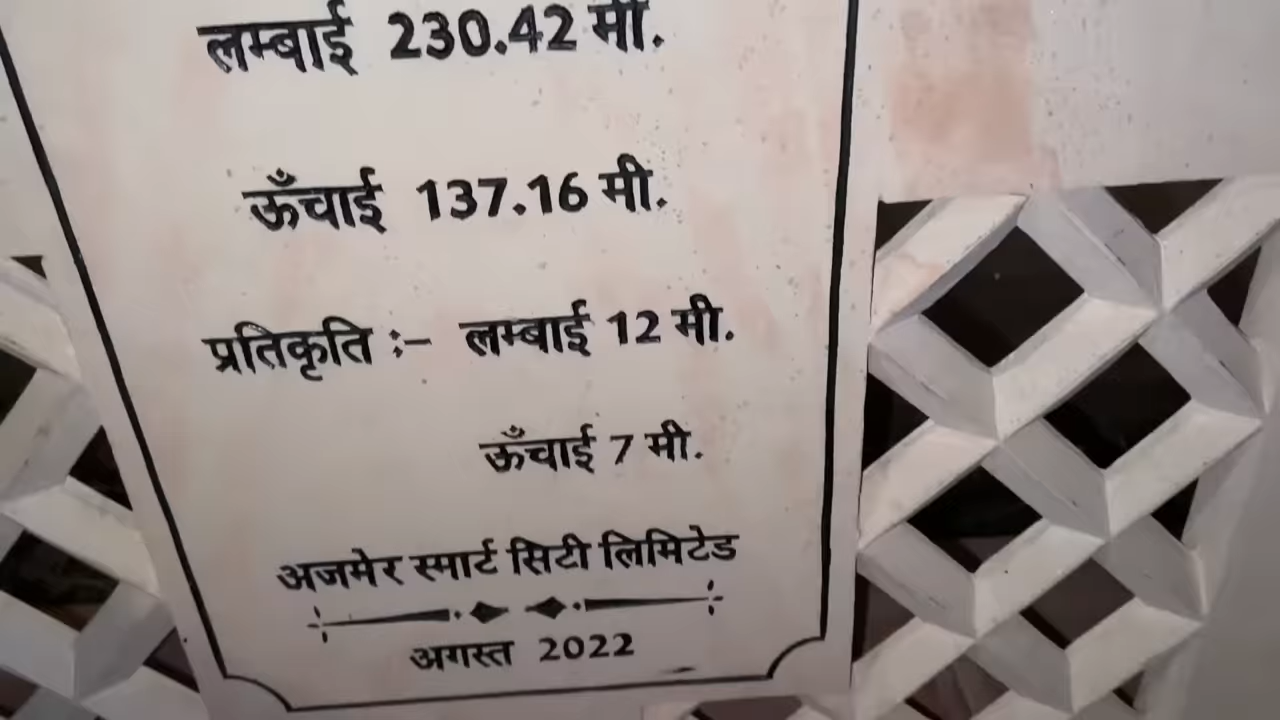 लम्बाई 230.42 मी.
ऊँचाई 137.16 मी.
प्रतिकृति :- लम्बाई 12 मी.
ऊँचाई 7 मी.
अजमेर स्मार्ट सिटी लिमिटेड
अगस्त 2022